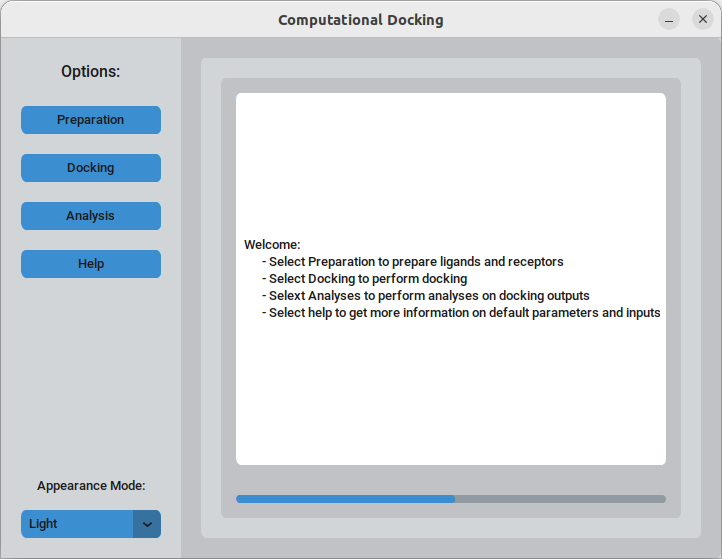 Computational Docking
Options:
Preparation
Docking
Analysis
Help
Welcome:
- Select Preparation to prepare ligands and receptors
- Select Docking to perform docking
- Selext Analyses to perform analyses on docking outputs
- Select help to get more information on default parameters and inputs
Appearance Mode:
Light